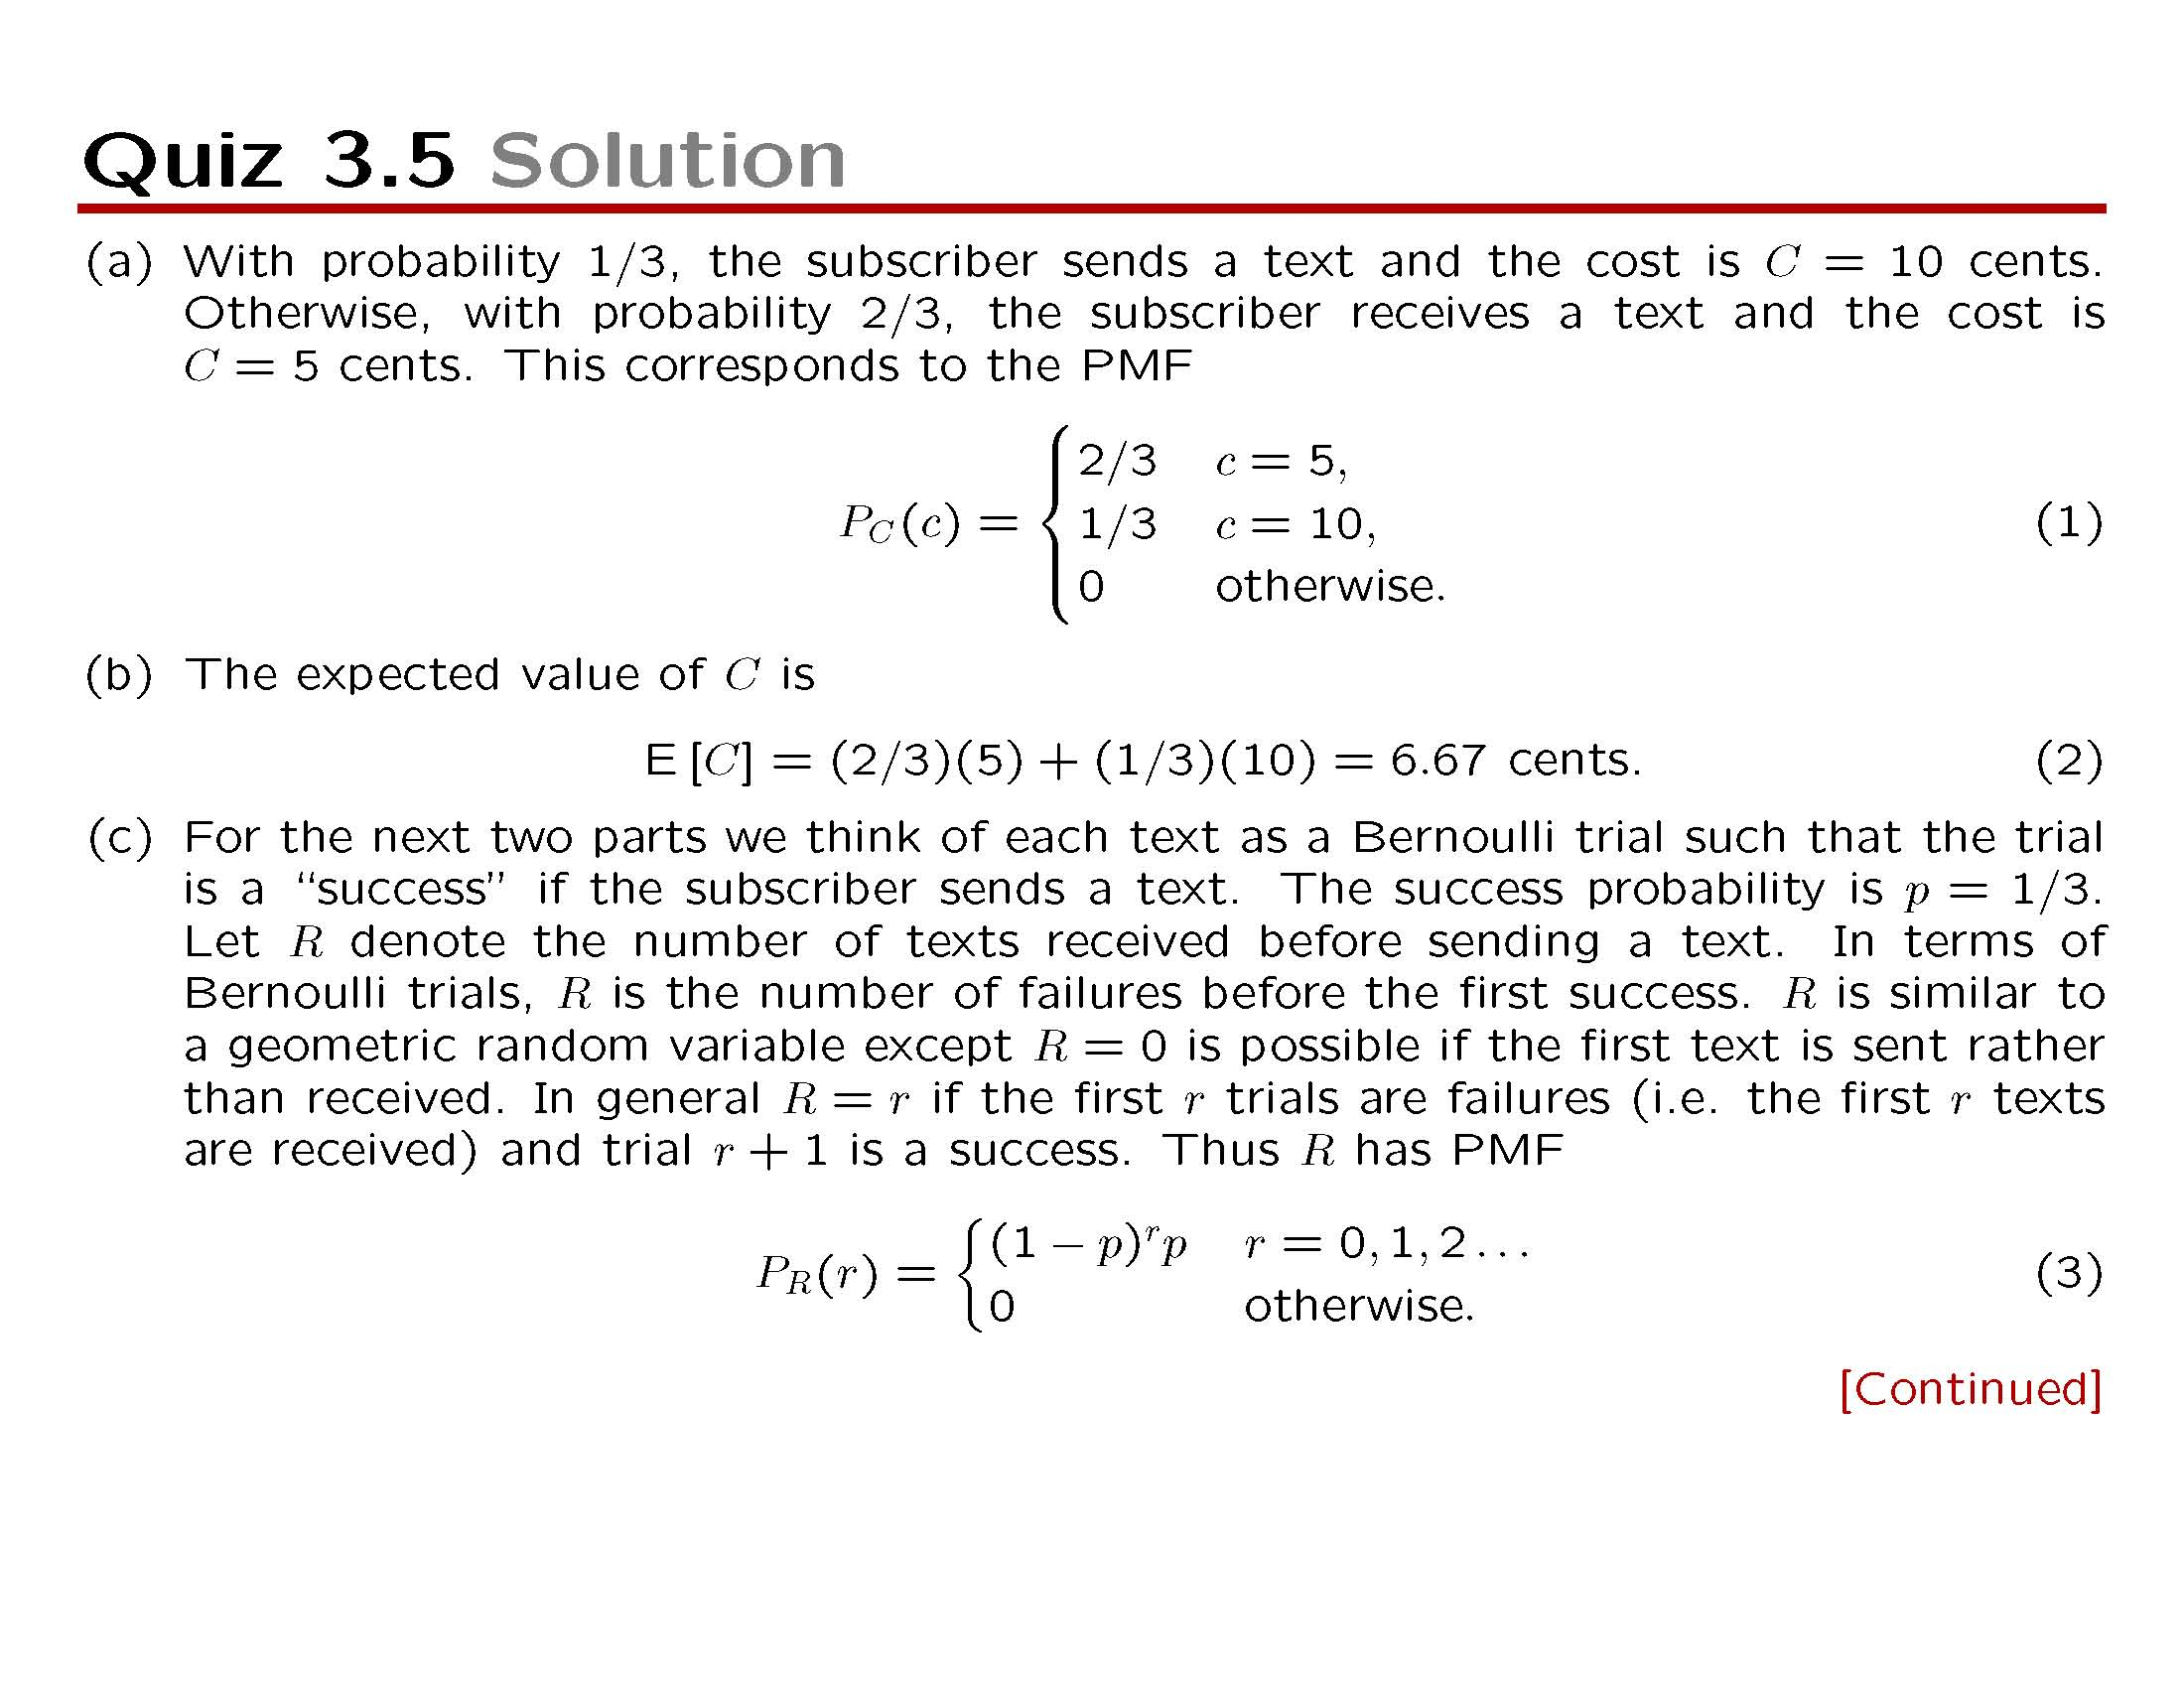 Quiz 3.5 Solution
(a) With probability 1/3, the subscriber sends a text and the cost is C = 10 cents.
Otherwise, with probability 2/3, the subscriber receives a text and the cost is
C = 5 cents. This corresponds to the PMF
P_C(c) = { 2/3 c = 5,
1/3 c = 10,
0 otherwise.
(1)
(b) The expected value of C is
E [C] = (2/3)(5) + (1/3)(10) = 6.67 cents. (2)
(c) For the next two parts we think of each text as a Bernoulli trial such that the trial
is a “success” if the subscriber sends a text. The success probability is p = 1/3.
Let R denote the number of texts received before sending a text. In terms of
Bernoulli trials, R is the number of failures before the first success. R is similar to
a geometric random variable except R = 0 is possible if the first text is sent rather
than received. In general R = r if the first r trials are failures (i.e. the first r texts
are received) and trial r + 1 is a success. Thus R has PMF
P_R(r) = { (1 − p)^r p r = 0, 1, 2 . . .
0 otherwise.
(3)
[Continued]